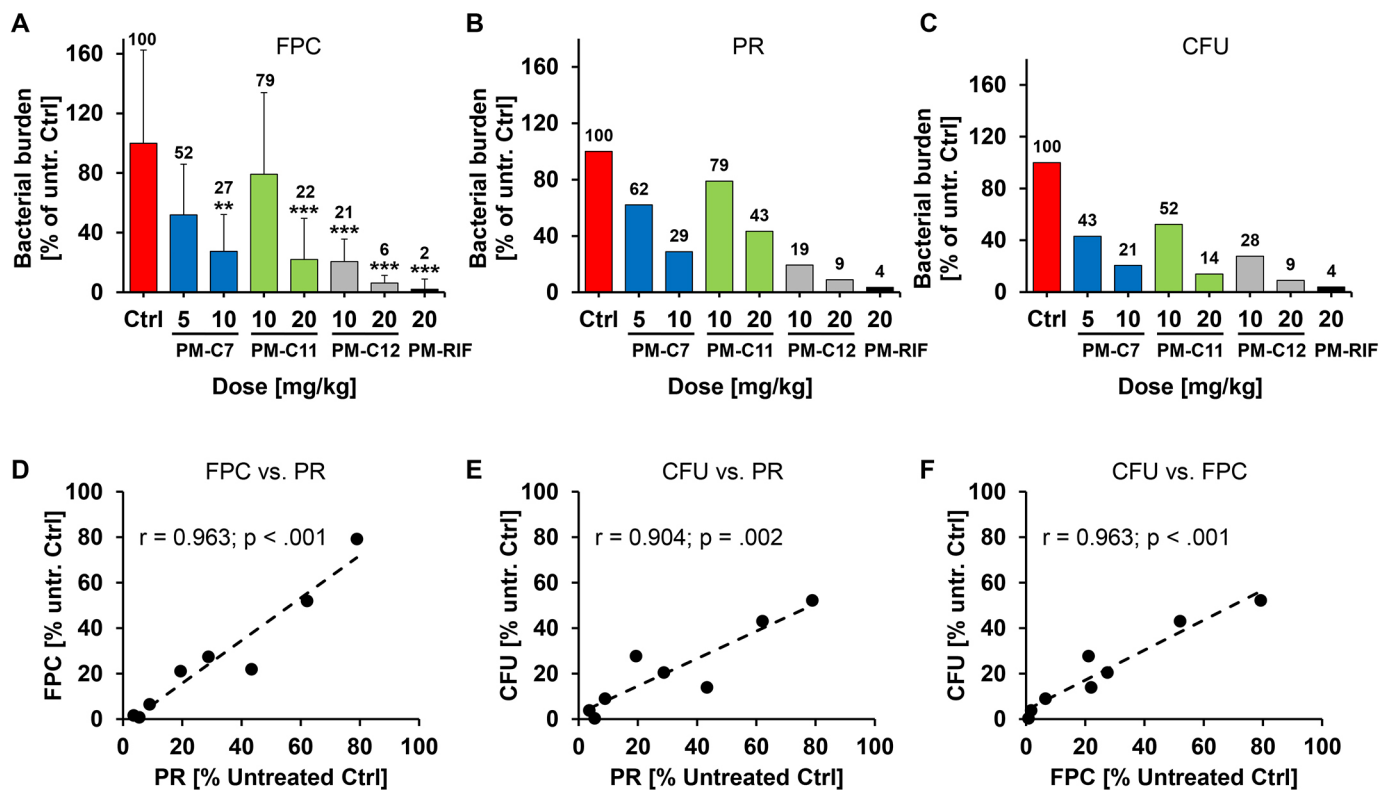 A
FPC
Bacterial burden
[% of untr. Ctrl]
160
120
80
40
0
100
52
27
**
79
22
***
21
***
6
***
2
***
Ctrl 5 10 10 20 10 20 20
PM-C7 PM-C11 PM-C12 PM-RIF
Dose [mg/kg]
B
PR
Bacterial burden
[% of untr. Ctrl]
160
120
80
40
0
100
62
29
79
43
19
9
4
Ctrl 5 10 10 20 10 20 20
PM-C7 PM-C11 PM-C12 PM-RIF
Dose [mg/kg]
C
CFU
Bacterial burden
[% of untr. Ctrl]
160
120
80
40
0
100
43
21
52
14
28
9
4
Ctrl 5 10 10 20 10 20 20
PM-C7 PM-C11 PM-C12 PM-RIF
Dose [mg/kg]
D
FPC vs. PR
FPC [% untr. Ctrl]
100
80
60
40
20
0
r = 0.963; p < .001
0 20 40 60 80 100
PR [% Untreated Ctrl]
E
CFU vs. PR
CFU [% untr. Ctrl]
100
80
60
40
20
0
r = 0.904; p = .002
0 20 40 60 80 100
PR [% Untreated Ctrl]
F
CFU vs. FPC
CFU [% untr. Ctrl]
100
80
60
40
20
0
r = 0.963; p < .001
0 20 40 60 80 100
FPC [% Untreated Ctrl]